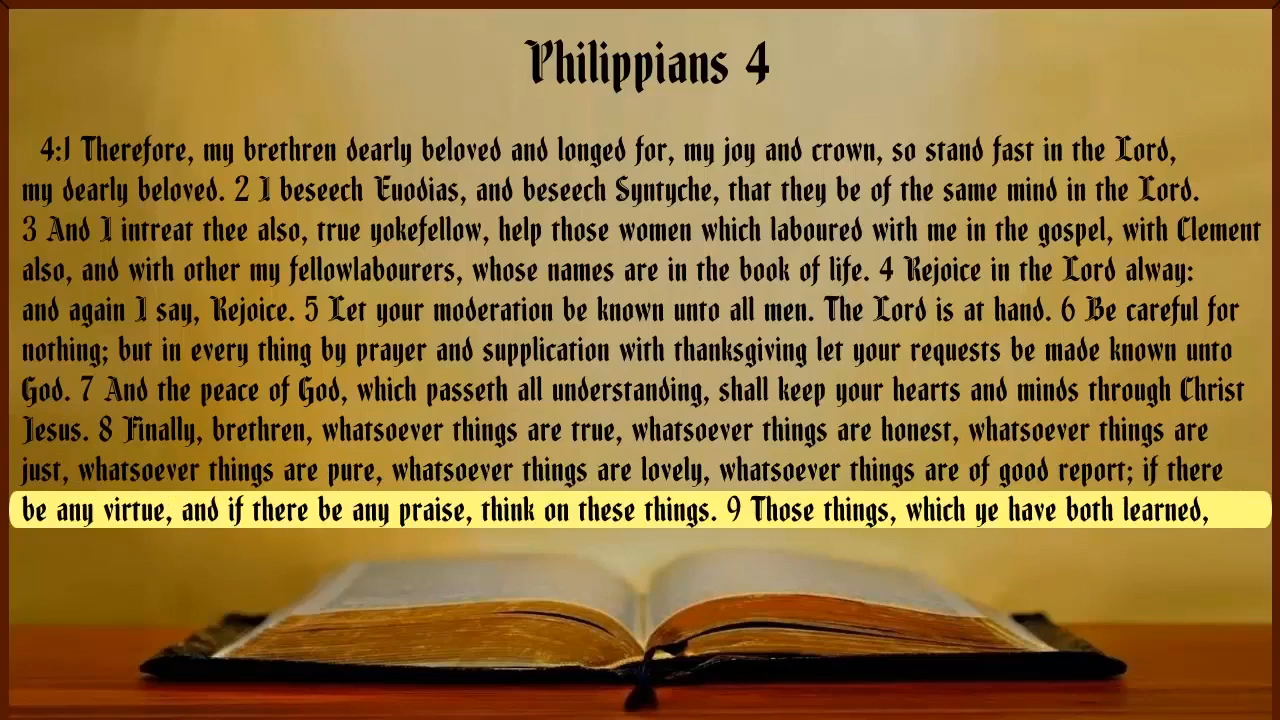 Philippians 4
4:1 Therefore, my brethren dearly beloved and longed for, my joy and crown, so stand fast in the Lord,
my dearly beloved. 2 I beseech Euodias, and beseech Syntyche, that they be of the same mind in the Lord.
3 And I intreat thee also, true yokefellow, help those women which laboured with me in the gospel, with Clement
also, and with other my fellowlabourers, whose names are in the book of life. 4 Rejoice in the Lord alway:
and again I say, Rejoice. 5 Let your moderation be known unto all men. The Lord is at hand. 6 Be careful for
nothing; but in every thing by prayer and supplication with thanksgiving let your requests be made known unto
God. 7 And the peace of God, which passeth all understanding, shall keep your hearts and minds through Christ
Jesus. 8 Finally, brethren, whatsoever things are true, whatsoever things are honest, whatsoever things are
just, whatsoever things are pure, whatsoever things are lovely, whatsoever things are of good report; if there
be any virtue, and if there be any praise, think on these things. 9 Those things, which ye have both learned,